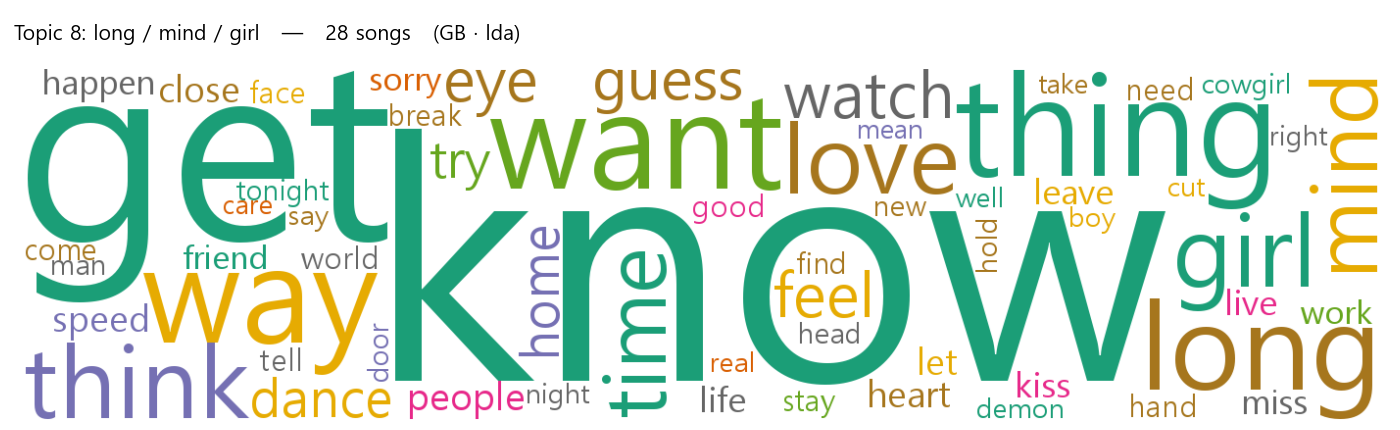 Topic 8: long / mind / girl — 28 songs (GB · lda)
happen close face sorry eye guess watch take need cowgirl mind
get break try want love mean thing right
tonight care say good new well leave boy cut
come man friend world know home time find feel head hold girl
speed way tell door real let live work long
think dance people night life stay heart kiss demon hand miss